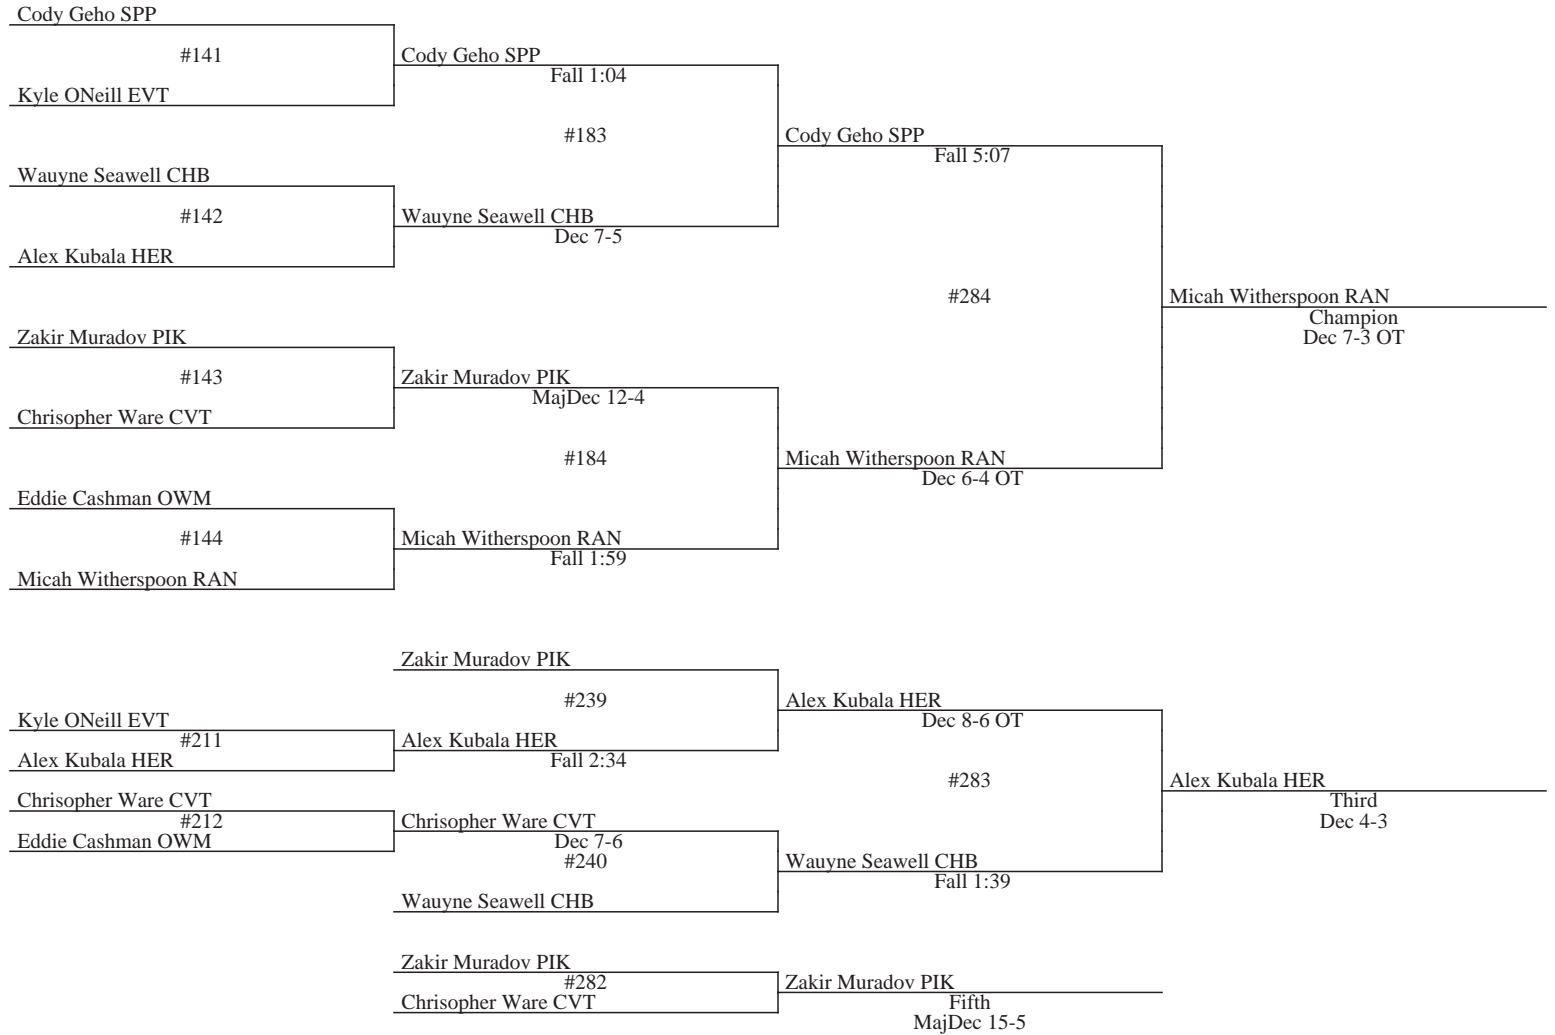 Cody Geho SPP
#141
Cody Geho SPP
Fall 1:04
Kyle ONeill EVT
#183
Cody Geho SPP
Fall 5:07
Wauyne Seawell CHB
#142
Wauyne Seawell CHB
Dec 7-5
Alex Kubala HER
#284
Micah Witherspoon RAN
Champion
Dec 7-3 OT
Zakir Muradov PIK
#143
Zakir Muradov PIK
MajDec 12-4
Chrisopher Ware CVT
#184
Micah Witherspoon RAN
Dec 6-4 OT
Eddie Cashman OWM
#144
Micah Witherspoon RAN
Fall 1:59
Micah Witherspoon RAN
Zakir Muradov PIK
#239
Alex Kubala HER
Dec 8-6 OT
Kyle ONeill EVT
#211
Alex Kubala HER
Fall 2:34
Alex Kubala HER
#283
Alex Kubala HER
Third
Dec 4-3
Chrisopher Ware CVT
#212
Chrisopher Ware CVT
Dec 7-6
Eddie Cashman OWM
#240
Wauyne Seawell CHB
Fall 1:39
Wauyne Seawell CHB
Zakir Muradov PIK
#282
Zakir Muradov PIK
Fifth
MajDec 15-5
Chrisopher Ware CVT